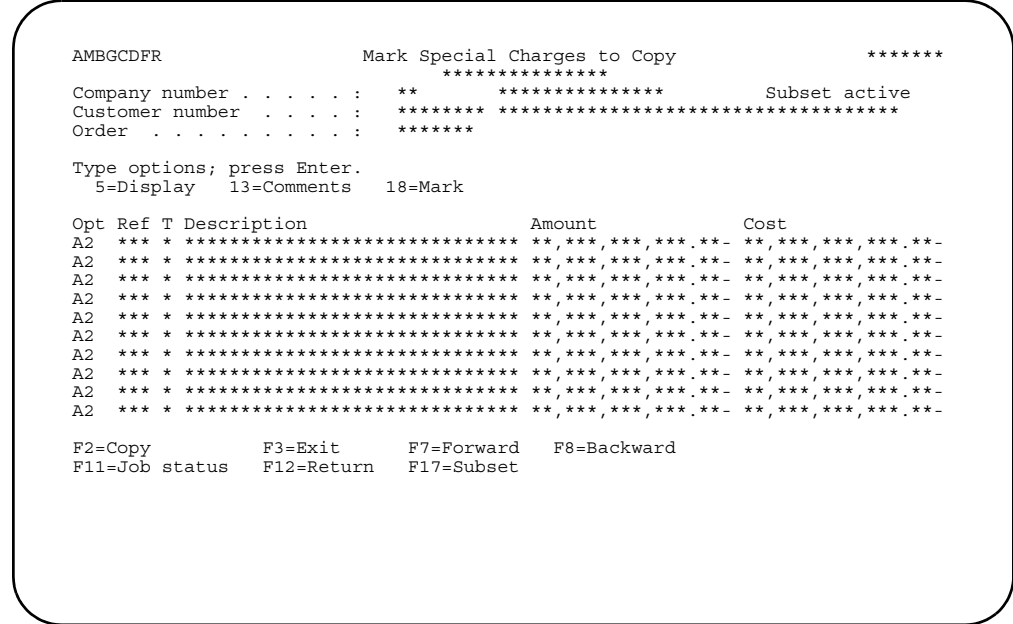 AMBGCDFR Mark Special Charges to Copy *******
***************
Company number . . . . . : ** *************** Subset active
Customer number . . . . : ******** ***********************************
Order . . . . . . . . . : *******
Type options; press Enter.
5=Display 13=Comments 18=Mark
Opt Ref T Description Amount Cost
A2 *** * ****************************** **,***,***,***.**- **,***,***,***.**-
A2 *** * ****************************** **,***,***,***.**- **,***,***,***.**-
A2 *** * ****************************** **,***,***,***.**- **,***,***,***.**-
A2 *** * ****************************** **,***,***,***.**- **,***,***,***.**-
A2 *** * ****************************** **,***,***,***.**- **,***,***,***.**-
A2 *** * ****************************** **,***,***,***.**- **,***,***,***.**-
A2 *** * ****************************** **,***,***,***.**- **,***,***,***.**-
A2 *** * ****************************** **,***,***,***.**- **,***,***,***.**-
A2 *** * ****************************** **,***,***,***.**- **,***,***,***.**-
A2 *** * ****************************** **,***,***,***.**- **,***,***,***.**-
F2=Copy F3=Exit F7=Forward F8=Backward
F11=Job status F12=Return F17=Subset